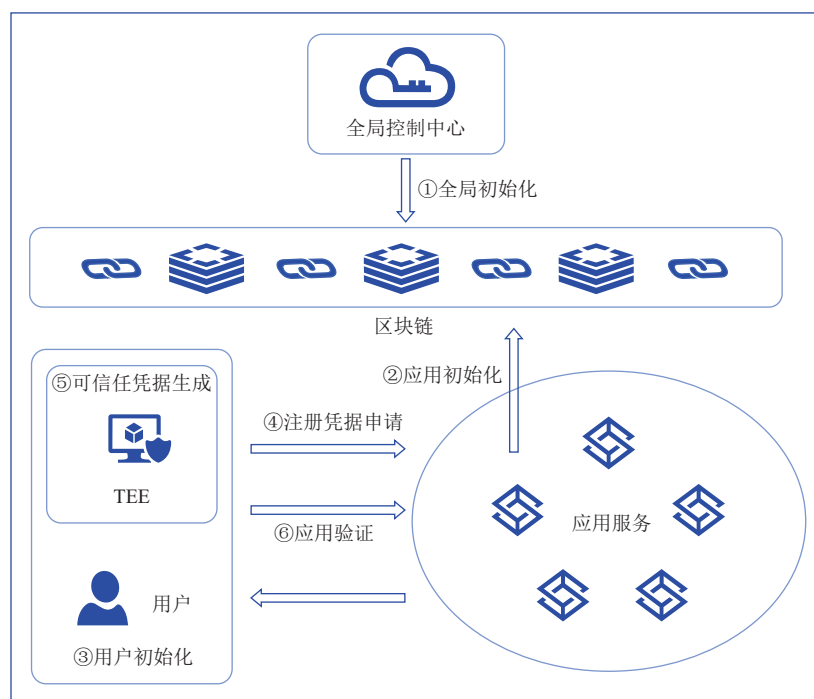 全局控制中心
①全局初始化
区块链
②应用初始化
⑤可信任凭据生成
TEE
④注册凭据申请
⑥应用验证
应用服务
用户
③用户初始化